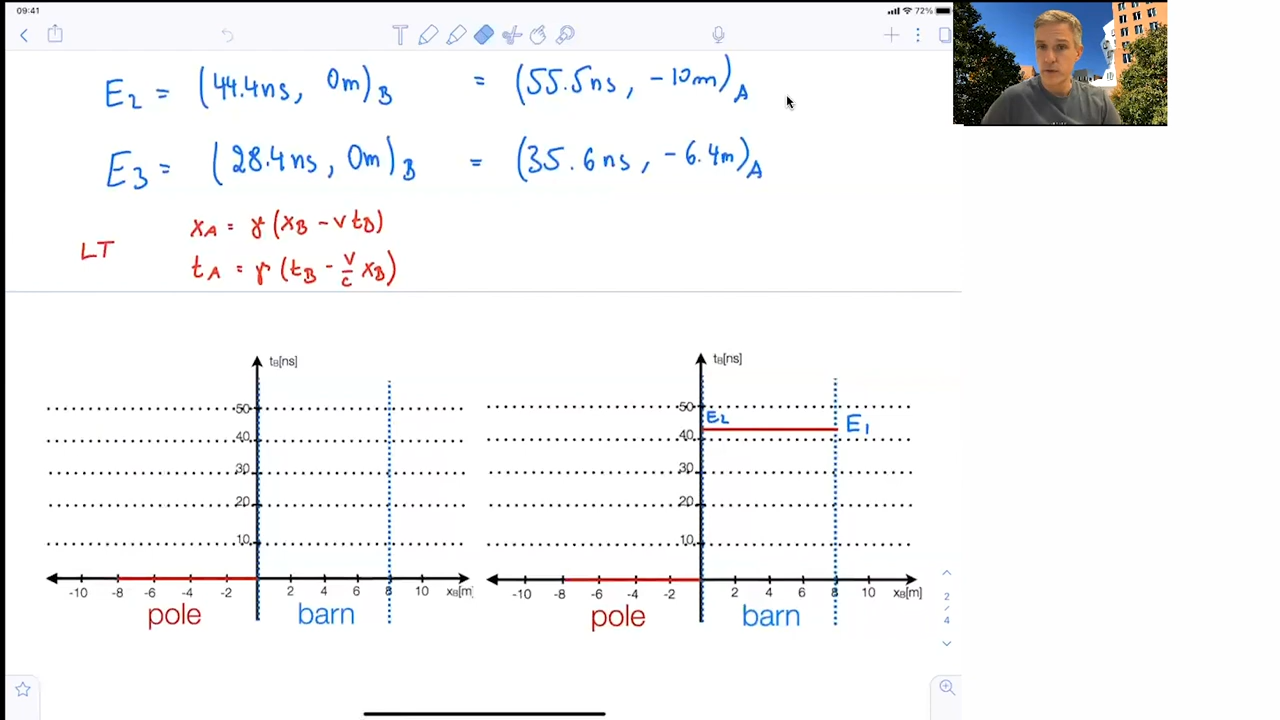 09:41
72%
E2 = (44.4ns, 0m)B = (55.5ns, -10m)A
E3 = (28.4ns, 0m)B = (35.6ns, -6.4m)A
xA = γ(xB - vtB)
LT
tA = γ(tB - v/c xB)
tB[ns] tB[ns]
50 50
E2 E1
40 40
30 30
20 20
10 10
-10 -8 -6 -4 -2 2 4 6 8 10 xB[m] -10 -8 -6 -4 -2 2 4 6 8 10 xB[m]
pole barn pole barn
2
/
4